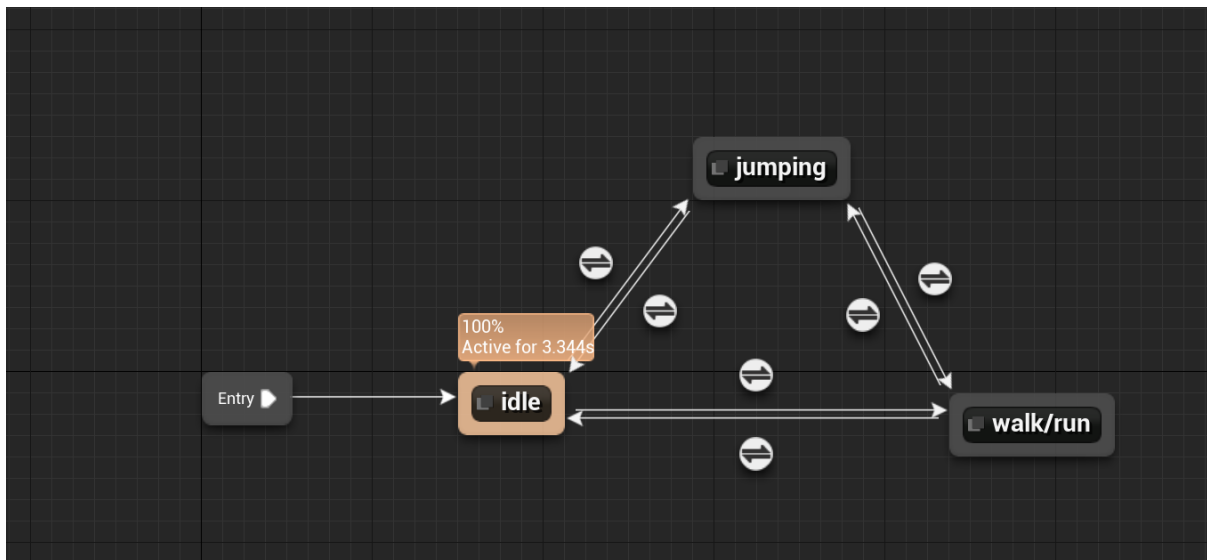 jumping
100%
Active for 3.344s
Entry
idle
walk/run